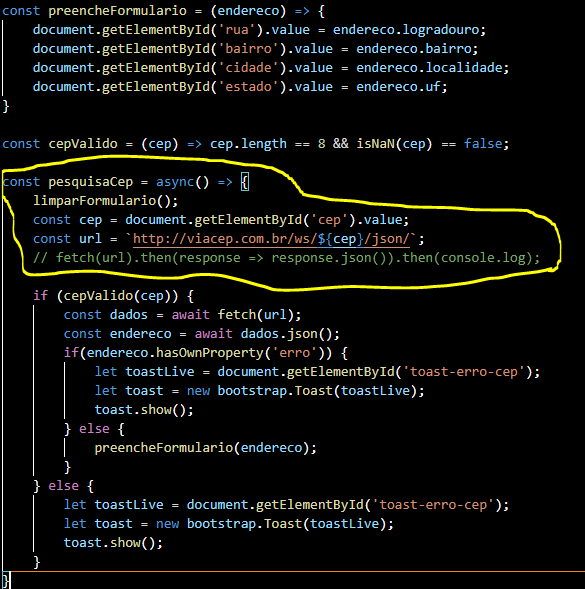 const preencheFormulario = (endereco) => {
document.getElementById('rua').value = endereco.logradouro;
document.getElementById('bairro').value = endereco.bairro;
document.getElementById('cidade').value = endereco.localidade;
document.getElementById('estado').value = endereco.uf;
}
const cepValido = (cep) => cep.length == 8 && isNaN(cep) == false;
const pesquisaCep = async() => {
limparFormulario();
const cep = document.getElementById('cep').value;
const url = `http://viacep.com.br/ws/${cep}/json/`;
// fetch(url).then(response => response.json()).then(console.log);
if (cepValido(cep)) {
const dados = await fetch(url);
const endereco = await dados.json();
if(endereco.hasOwnProperty('erro')) {
let toastLive = document.getElementById('toast-erro-cep');
let toast = new bootstrap.Toast(toastLive);
toast.show();
} else {
preencheFormulario(endereco);
}
} else {
let toastLive = document.getElementById('toast-erro-cep');
let toast = new bootstrap.Toast(toastLive);
toast.show();
}
}